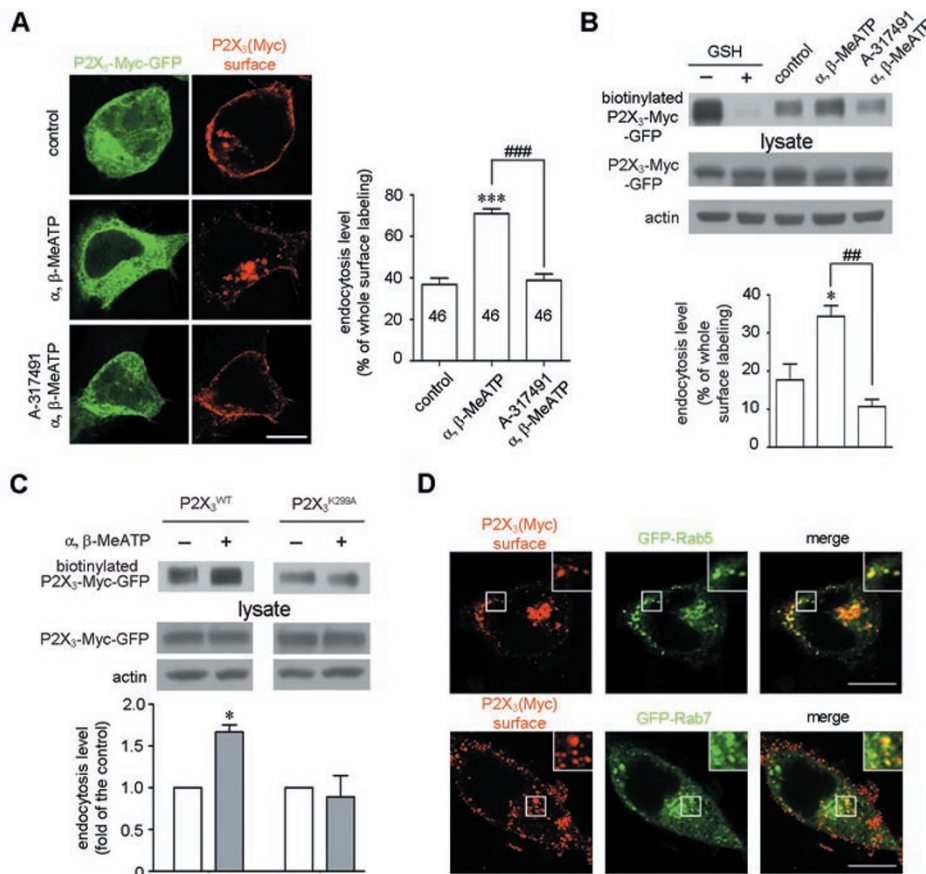 A
P2X₃-Myc-GFP
P2X₃(Myc)
surface
control
α, β-MeATP
A-317491
α, β-MeATP
endocytosis level
(% of whole surface labeling)
80
60
40
20
0
###
***
46
46
46
control
α, β-MeATP
A-317491
α, β-MeATP
B
GSH
− +
control
α, β-MeATP
A-317491
α, β-MeATP
biotinylated
P2X₃-Myc
-GFP
lysate
P2X₃-Myc
-GFP
actin
endocytosis level
(% of whole
surface labeling)
40
30
20
10
0
##
*
C
P2X₃ᵂᵀ
P2X₃ᴷ²⁹⁹ᴬ
α, β-MeATP
− + − +
biotinylated
P2X₃-Myc-GFP
lysate
P2X₃-Myc-GFP
actin
endocytosis level
(fold of the control)
2.0
1.5
1.0
0.5
0
*
D
P2X₃(Myc)
surface
GFP-Rab5
merge
P2X₃(Myc)
surface
GFP-Rab7
merge